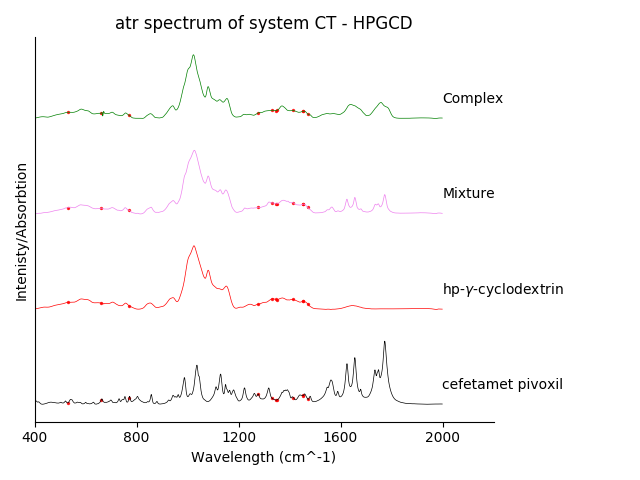 atr spectrum of system CT - HPGCD
Complex
Mixture
hp-γ-cyclodextrin
cefetamet pivoxil
Intenisty/Absorbtion
400 800 1200 1600 2000
Wavelength (cm^-1)